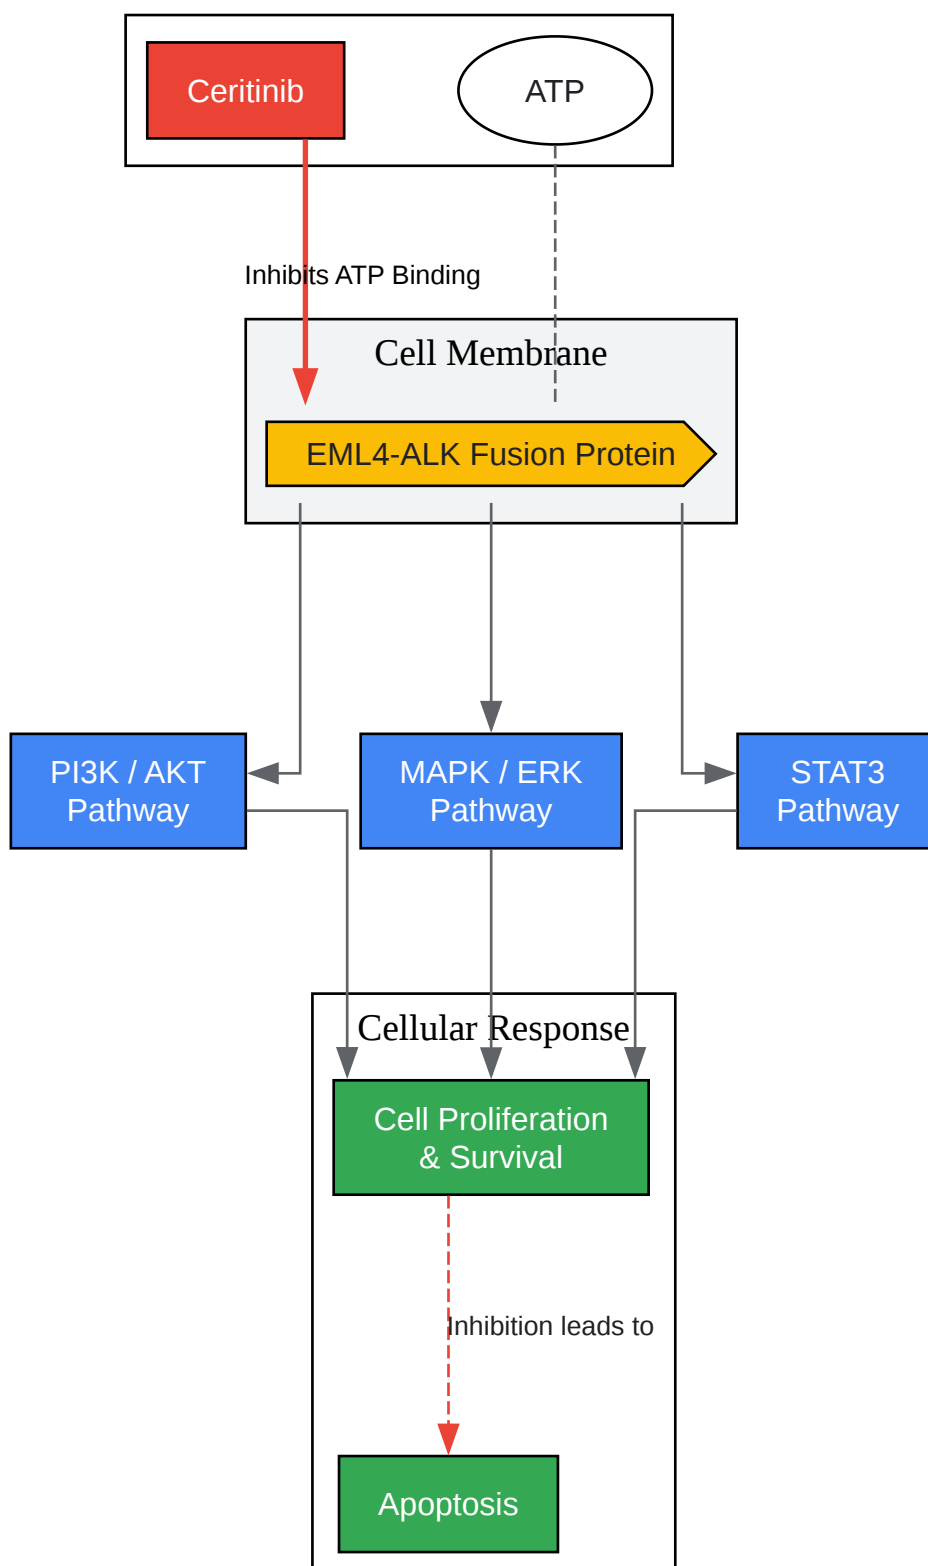 Ceritinib
ATP
Inhibits ATP Binding
Cell Membrane
EML4-ALK Fusion Protein
PI3K / AKT
Pathway
MAPK / ERK
Pathway
STAT3
Pathway
Cellular Response
Cell Proliferation
& Survival
Inhibition leads to
Apoptosis